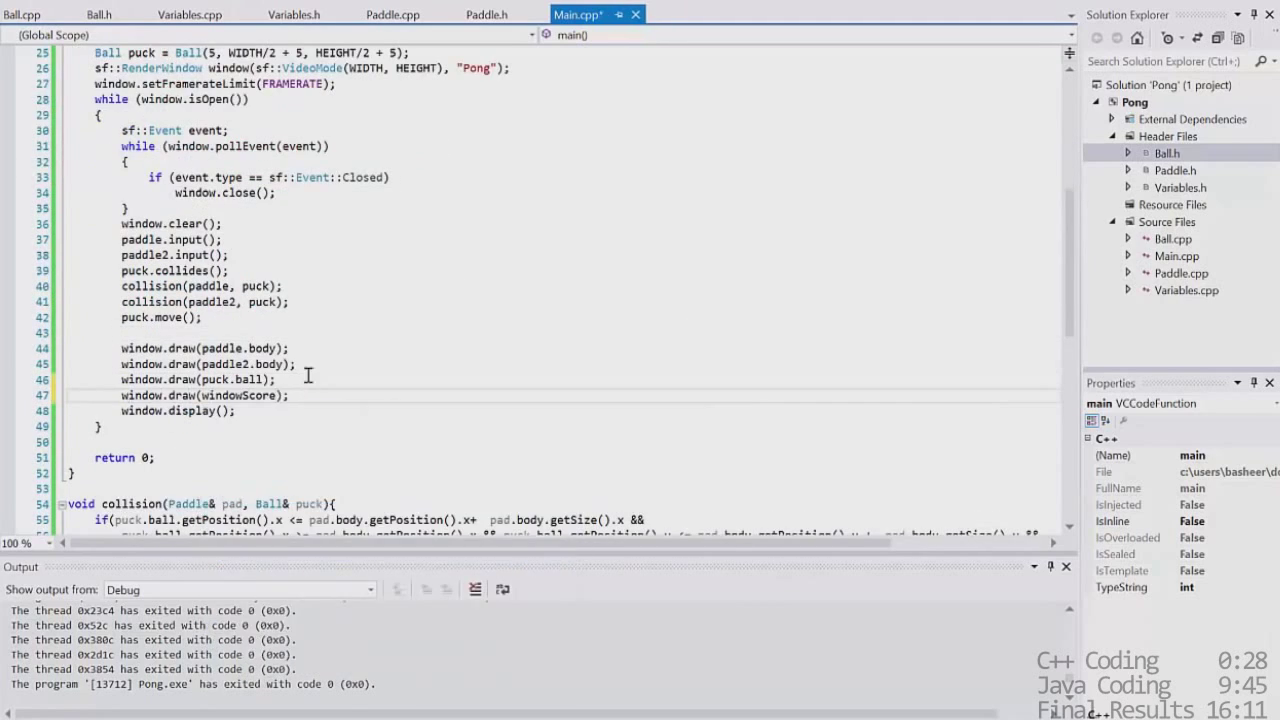 Ball.cpp Ball.h Variables.cpp Variables.h Paddle.cpp Paddle.h Main.cpp*
(Global Scope) main()
25 Ball puck = Ball(5, WIDTH/2 + 5, HEIGHT/2 + 5);
26 sf::RenderWindow window(sf::VideoMode(WIDTH, HEIGHT), "Pong");
27 window.setFramerateLimit(FRAMERATE);
28 while (window.isOpen())
29 {
30 sf::Event event;
31 while (window.pollEvent(event))
32 {
33 if (event.type == sf::Event::Closed)
34 window.close();
35 }
36 window.clear();
37 paddle.input();
38 paddle2.input();
39 puck.collides();
40 collision(paddle, puck);
41 collision(paddle2, puck);
42 puck.move();
43
44 window.draw(paddle.body);
45 window.draw(paddle2.body);
46 window.draw(puck.ball);
47 window.draw(windowScore);
48 window.display();
49 }
50
51 return 0;
52 }
53
54 void collision(Paddle& pad, Ball& puck){
55 if(puck.ball.getPosition().x <= pad.body.getPosition().x+ pad.body.getSize().x &&
100 %
Output
Show output from: Debug
The thread 0x23c4 has exited with code 0 (0x0).
The thread 0x52c has exited with code 0 (0x0).
The thread 0x380c has exited with code 0 (0x0).
The thread 0x2d1c has exited with code 0 (0x0).
The thread 0x3854 has exited with code 0 (0x0).
The program '[13712] Pong.exe' has exited with code 0 (0x0).
Solution Explorer
Search Solution Explorer (Ctrl+;)
Solution 'Pong' (1 project)
Pong
External Dependencies
Header Files
Ball.h
Paddle.h
Variables.h
Resource Files
Source Files
Ball.cpp
Main.cpp
Paddle.cpp
Variables.cpp
Properties
main VCCodeFunction
C++
(Name) main
File c:\users\basheer\do
FullName main
IsInjected False
IsInline False
IsOverloaded False
IsSealed False
IsTemplate False
TypeString int
C++ Coding 0:28
Java Coding 9:45
Final Results 16:11
C++